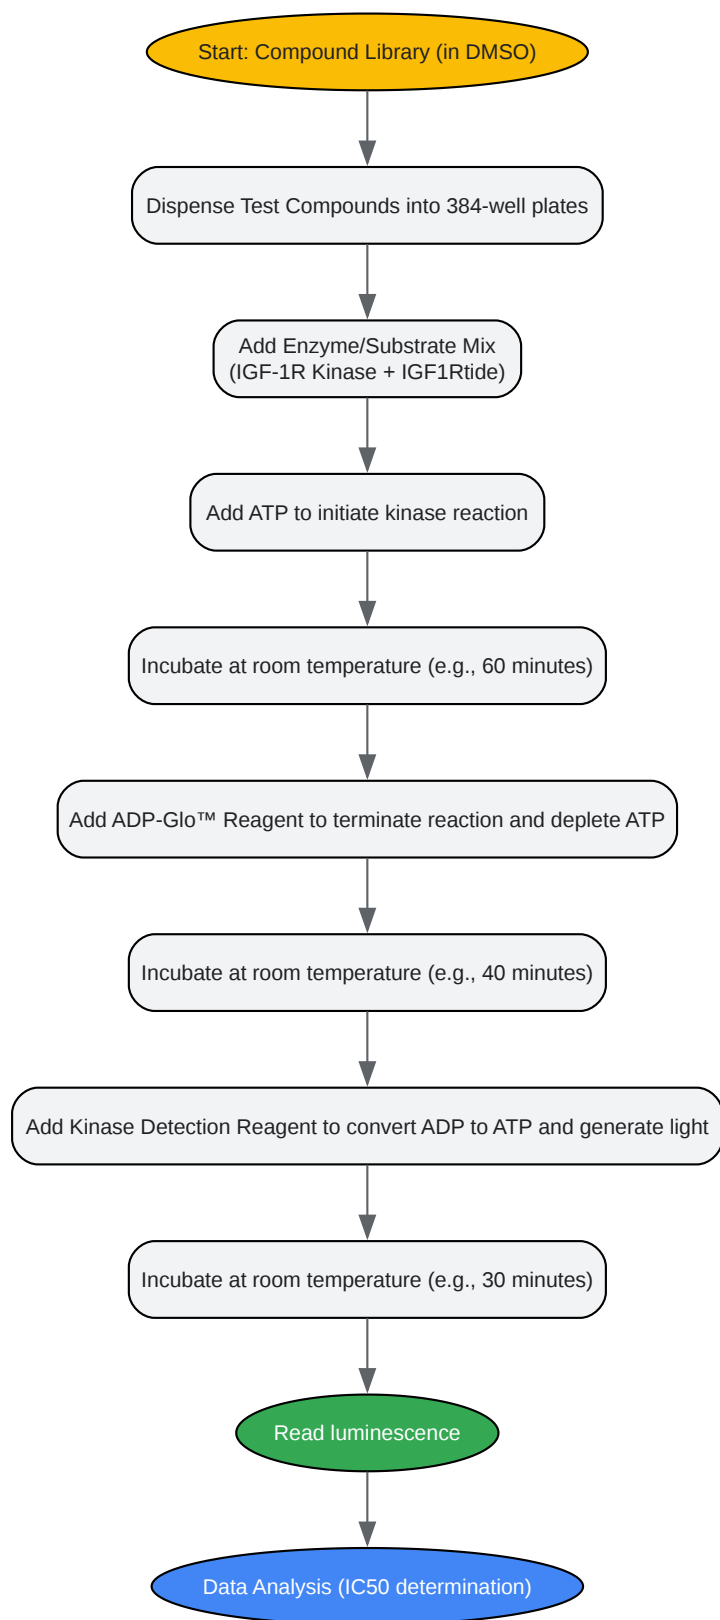 Start: Compound Library (in DMSO)
Dispense Test Compounds into 384-well plates
Add Enzyme/Substrate Mix
(IGF-1R Kinase + IGF1Rtide)
Add ATP to initiate kinase reaction
Incubate at room temperature (e.g., 60 minutes)
Add ADP-Glo™ Reagent to terminate reaction and deplete ATP
Incubate at room temperature (e.g., 40 minutes)
Add Kinase Detection Reagent to convert ADP to ATP and generate light
Incubate at room temperature (e.g., 30 minutes)
Read luminescence
Data Analysis (IC50 determination)